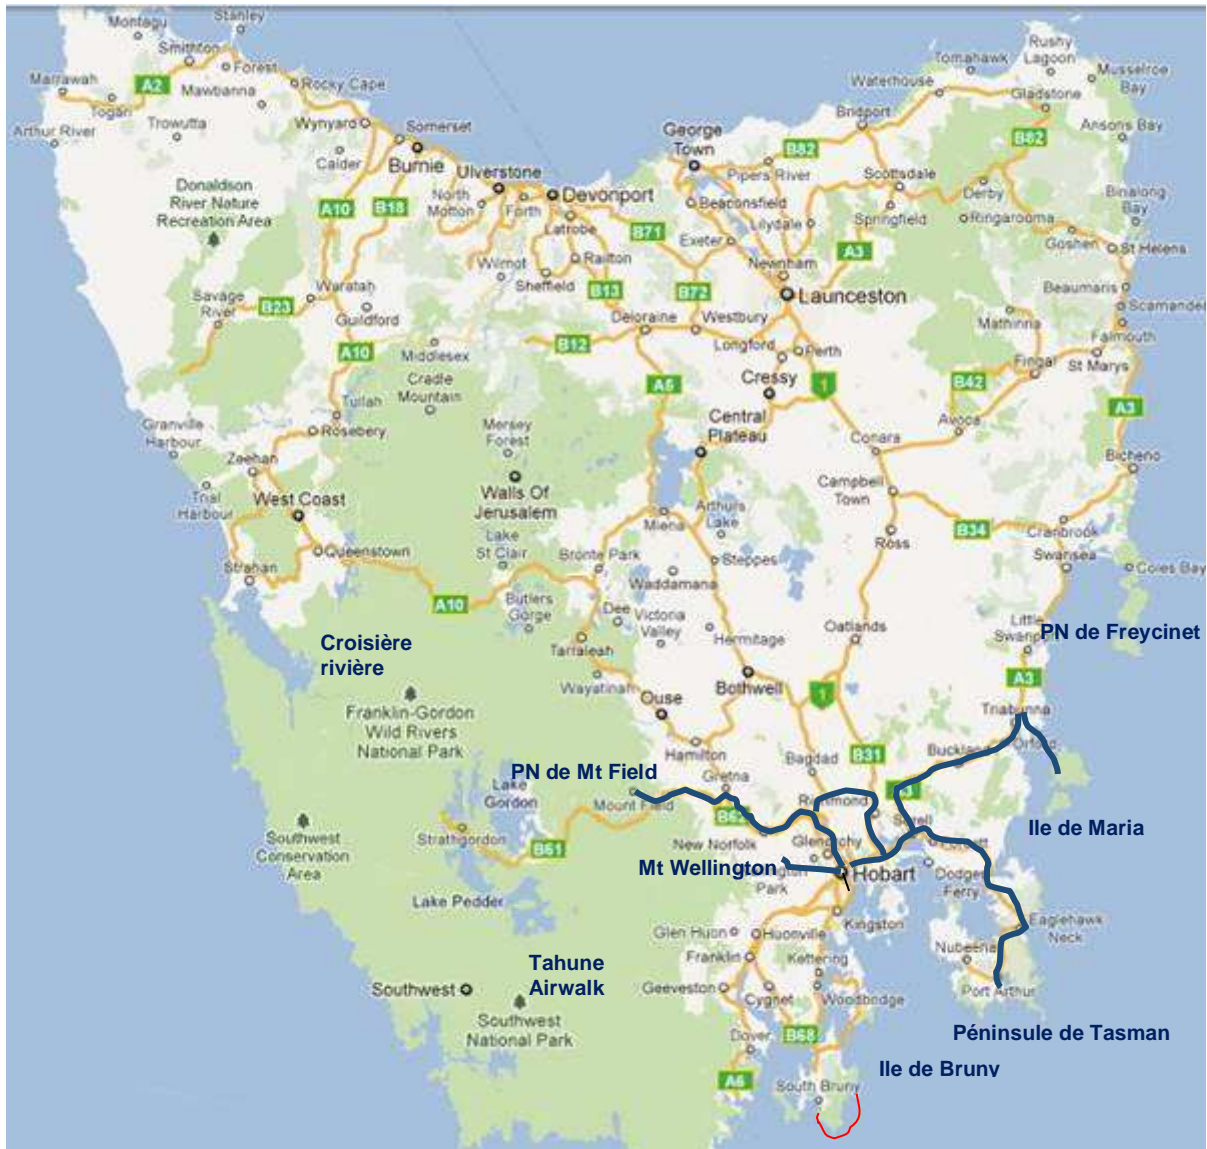 Montagu
Stanley
Smithton
Forest
A2
Marrawah
Togari
Mawbanna
Rocky Cape
Arthur River
Trowutta
Wynyard
Somerset
Calder
Burnie
Ulverstone
Devonport
North
Motton
Forth
Latrobe
Donaldson
River Nature
Recreation Area
A10
B18
B71
Wilmot
Railton
Sheffield
B13
B72
Savage
River
B23
Waratah
Guildford
A10
Middlesex
B12
Deloraine
Westbury
Cradle
Mountain
A5
George
Town
Beaconsfield
Exeter
Pipers River
Lilydale
B82
Bridport
Waterhouse
Tomahawk
Rushy
Lagoon
Musselroe
Bay
Gladstone
B82
Ansons Bay
Scottsdale
Springfield
Derby
Ringarooma
Binalong
Bay
Goshen
St Helens
A3
Newnham
Launceston
Beaumaris
Scamander
Mathinna
Falmouth
St Marys
Fingal
Longford
Perth
Cressy
1
B42
Avoca
A3
Central
Plateau
Conara
Bicheno
Campbell
Town
Tullah
Rosebery
Granville
Harbour
Zeehan
Trial
Harbour
West Coast
Mersey
Forest
Walls Of
Jerusalem
Lake
St Clair
Queenstown
Strahan
Bronte Park
Miena
Arthurs
Lake
Steppes
Waddamana
Ross
B34
Cranbrook
Swansea
Coles Bay
A10
Butlers
Gorge
Dee
Victoria
Valley
Hermitage
Oatlands
Little
PN de Freycinet
Croisière
rivière
Tarraleah
Wayatinah
Ouse
Bothwell
1
A3
Triabunna
Orford
Buckland
Franklin-Gordon
Wild Rivers
National Park
Hamilton
Bagdad
B31
PN de Mt Field
Gretna
Lake
Gordon
Mount Field
Richmond
Sorell
Ile de Maria
Southwest
Conservation
Area
Strathgordon
B61
New Norfolk
Glenorchy
Mt Wellington
Park
Hobart
Dodges
Ferry
Lake Pedder
Kingston
Eaglehawk
Neck
Glen Huon
Huonville
Nubeena
Tahune
Airwalk
Franklin
Kettering
Southwest
Geeveston
Cygnet
Woodbridge
Port Arthur
Southwest
National Park
Dover
B68
Péninsule de Tasman
A6
Ile de Bruny
South Bruny